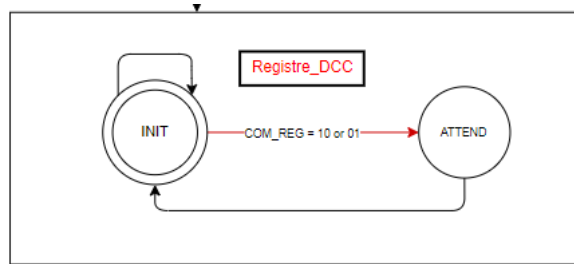 Registre_DCC
INIT
COM_REG = 10 or 01
ATTEND